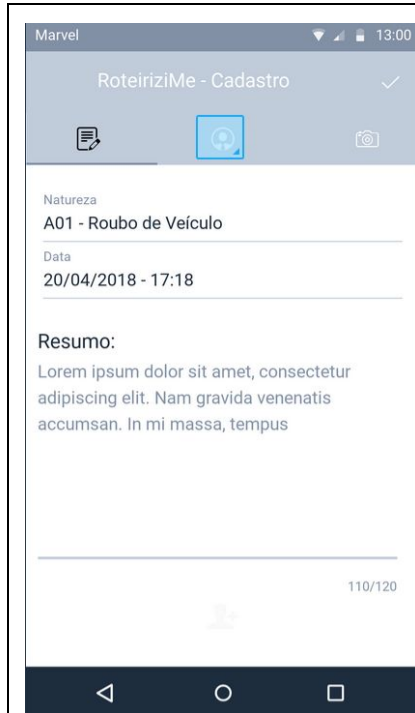 Marvel 13:00
RoteiriziMe - Cadastro
Natureza
A01 - Roubo de Veículo
Data
20/04/2018 - 17:18
Resumo:
Lorem ipsum dolor sit amet, consectetur
adipiscing elit. Nam gravida venenatis
accumsan. In mi massa, tempus
110/120